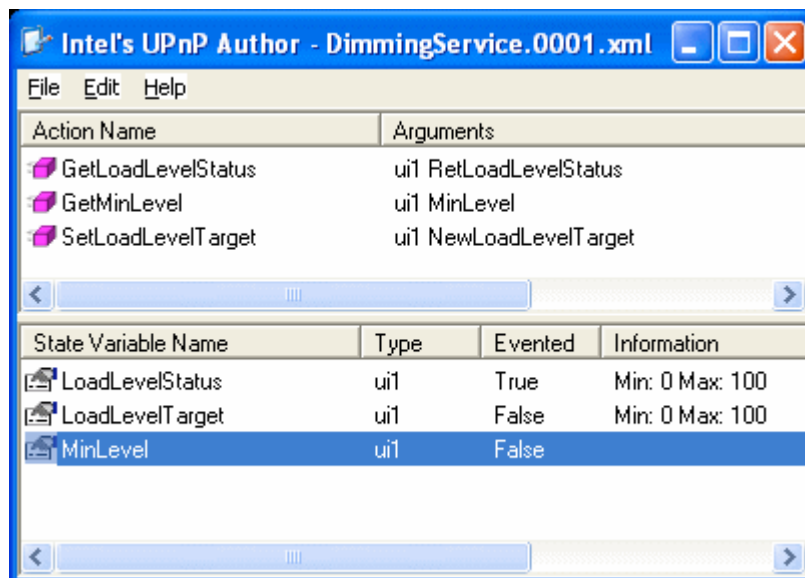 Intel's UPnP Author - DimmingService.0001.xml
File Edit Help
Action Name Arguments
GetLoadLevelStatus ui1 RetLoadLevelStatus
GetMinLevel ui1 MinLevel
SetLoadLevelTarget ui1 NewLoadLevelTarget
State Variable Name Type Evented Information
LoadLevelStatus ui1 True Min: 0 Max: 100
LoadLevelTarget ui1 False Min: 0 Max: 100
MinLevel ui1 False